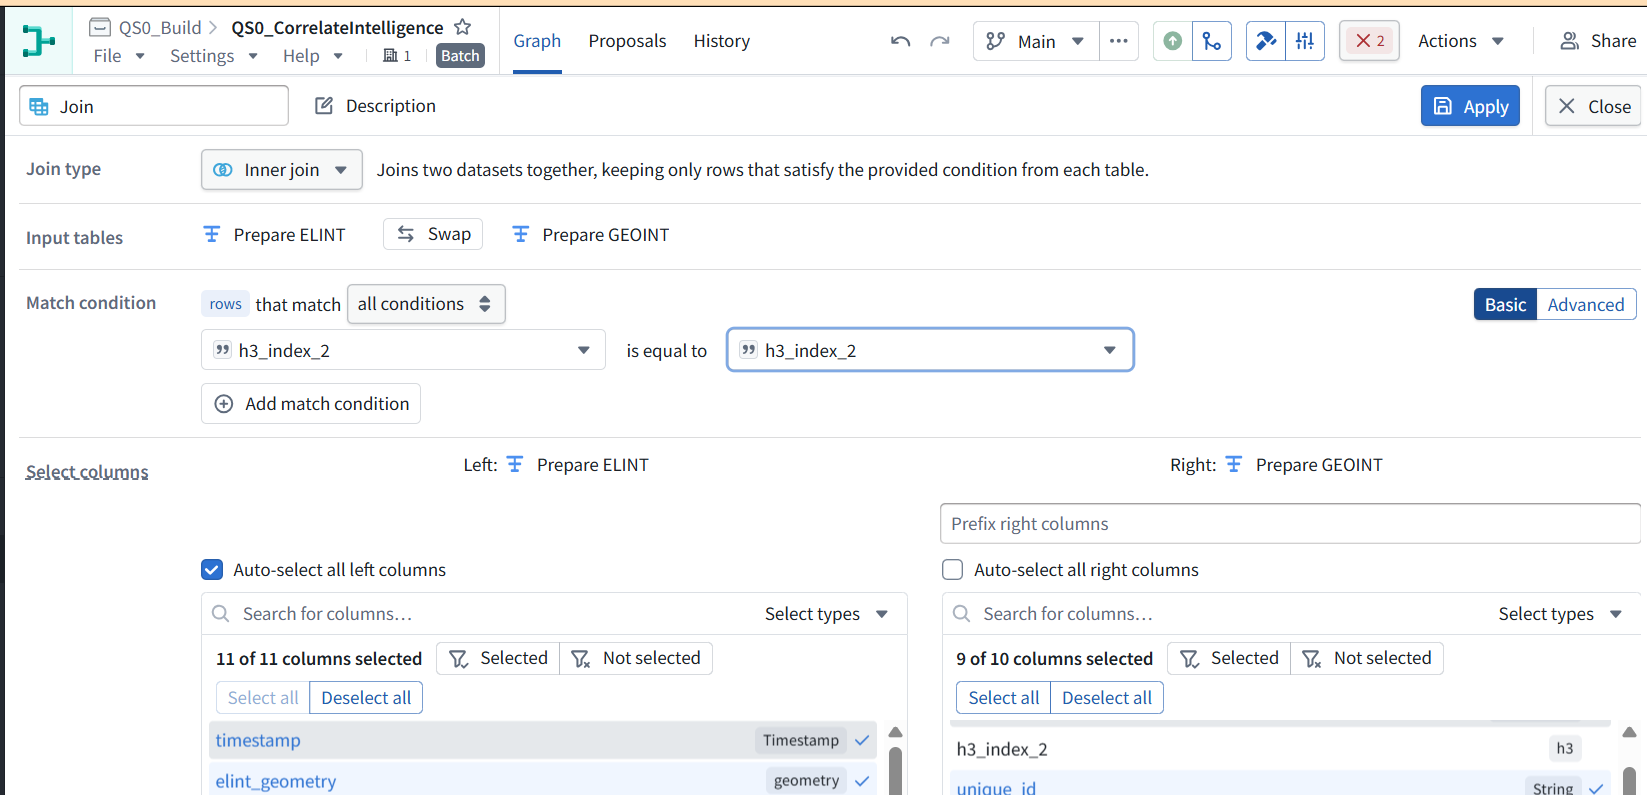 QS0_Build > QS0_CorrelateIntelligence
File Settings Help 1 Batch
Graph Proposals History
Main
2
Actions
Share
Join
Description
Apply
Close
Join type
Inner join
Joins two datasets together, keeping only rows that satisfy the provided condition from each table.
Input tables
Prepare ELINT
Swap
Prepare GEOINT
Match condition
rows that match all conditions
Basic Advanced
h3_index_2 is equal to h3_index_2
Add match condition
Select columns
Left: Prepare ELINT
Right: Prepare GEOINT
Prefix right columns
Auto-select all left columns
Auto-select all right columns
Search for columns... Select types
Search for columns... Select types
11 of 11 columns selected Selected Not selected
9 of 10 columns selected Selected Not selected
Select all Deselect all
Select all Deselect all
timestamp Timestamp
h3_index_2 h3
elint_geometry geometry
unique_id String